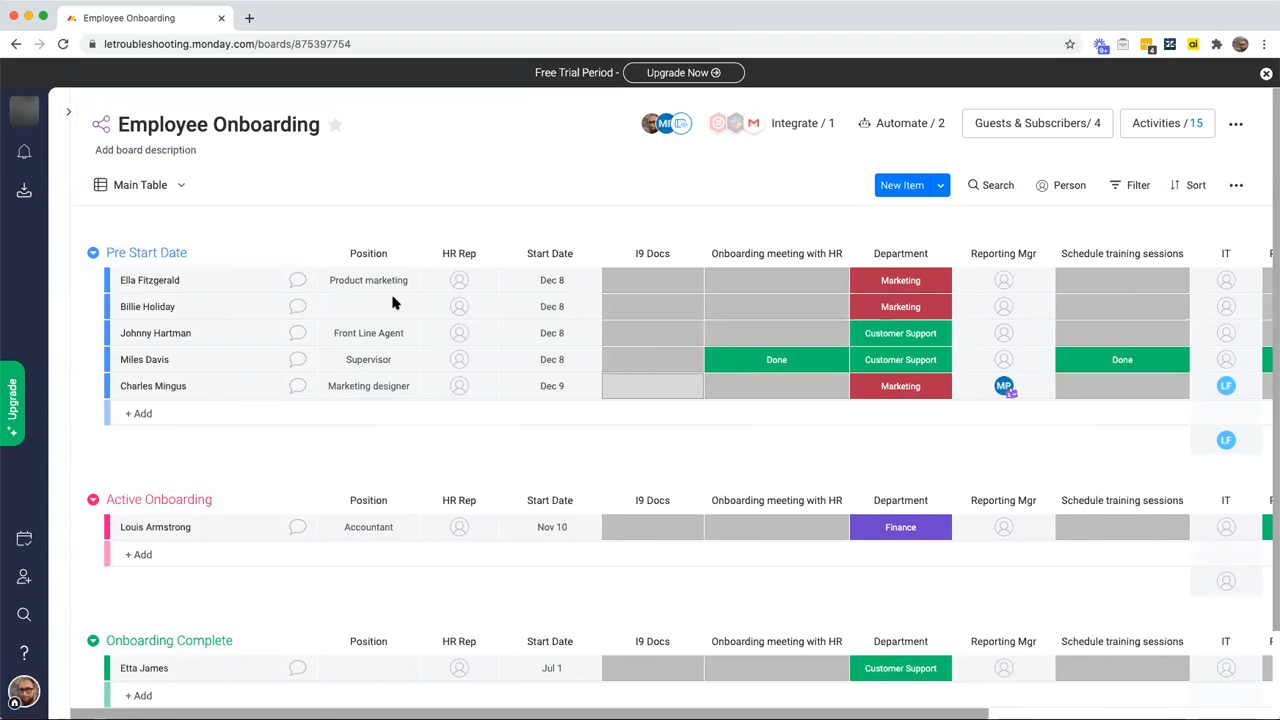 Employee Onboarding
letroubleshooting.monday.com/boards/875397754
9+ 4 ai
Free Trial Period - Upgrade Now
Employee Onboarding
MP Integrate / 1 Automate / 2 Guests & Subscribers/ 4 Activities / 15
Add board description
Main Table New Item Search Person Filter Sort
Pre Start Date Position HR Rep Start Date I9 Docs Onboarding meeting with HR Department Reporting Mgr Schedule training sessions IT
Ella Fitzgerald Product marketing Dec 8 Marketing
Billie Holiday Dec 8 Marketing
Johnny Hartman Front Line Agent Dec 8 Customer Support
Miles Davis Supervisor Dec 8 Done Customer Support Done
Charles Mingus Marketing designer Dec 9 Marketing MP LF
+ Add
LF
Upgrade
Active Onboarding Position HR Rep Start Date I9 Docs Onboarding meeting with HR Department Reporting Mgr Schedule training sessions IT
Louis Armstrong Accountant Nov 10 Finance
+ Add
Onboarding Complete Position HR Rep Start Date I9 Docs Onboarding meeting with HR Department Reporting Mgr Schedule training sessions IT
Etta James Jul 1 Customer Support
+ Add